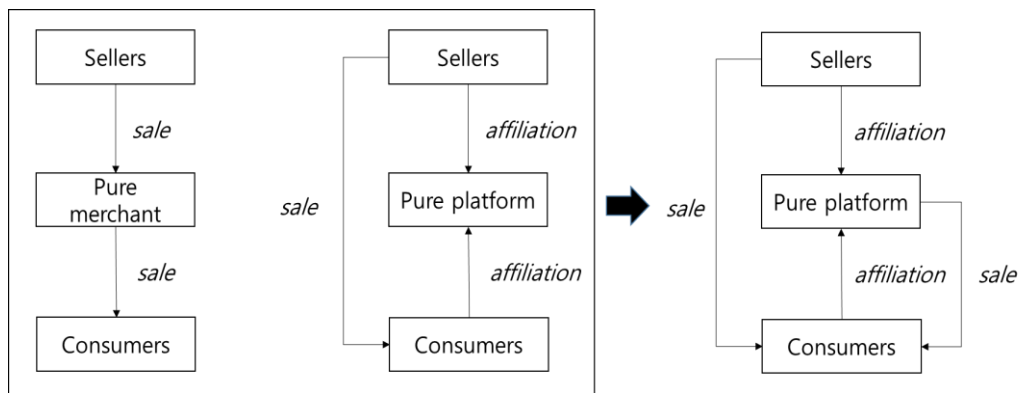 Sellers
sale
Pure
merchant
sale
Consumers
Sellers
affiliation
sale
Pure platform
affiliation
Consumers
Sellers
affiliation
sale
Pure platform
affiliation
sale
Consumers